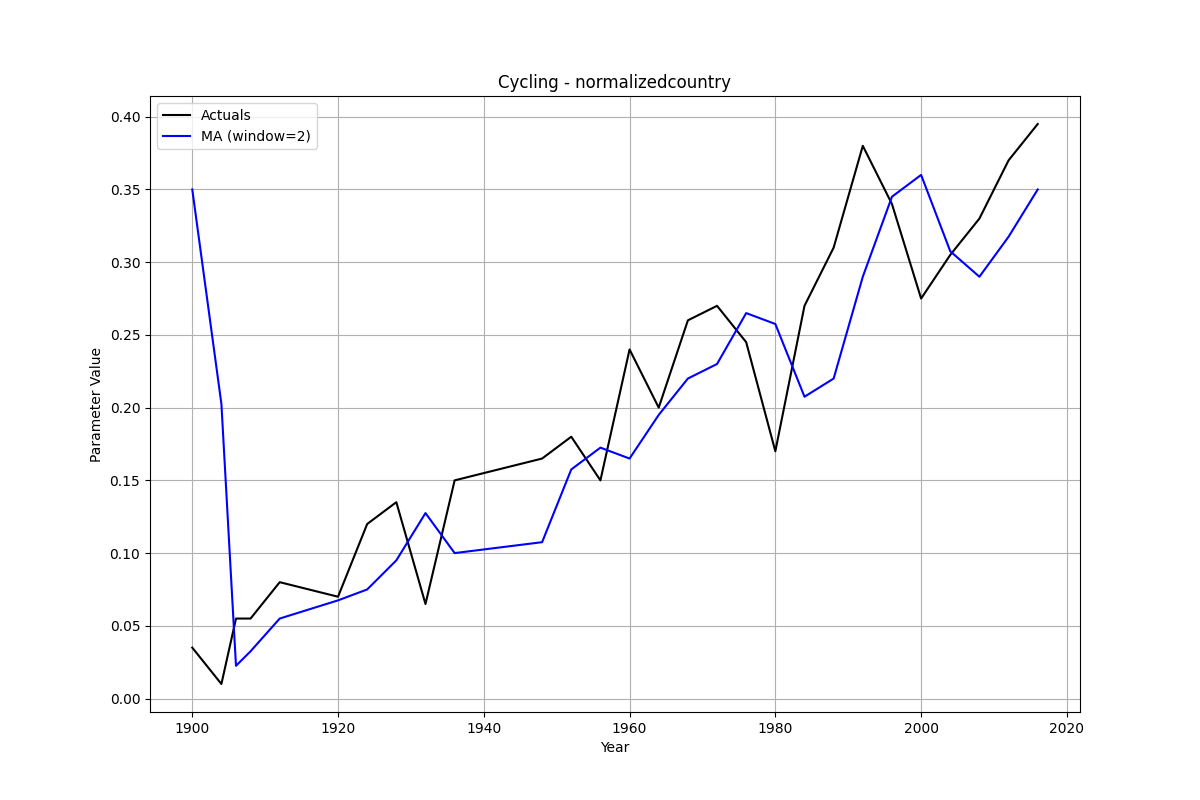 Cycling - normalizedcountry
Actuals
MA (window=2)
0.40
0.35
0.30
0.25
0.20
0.15
0.10
0.05
0.00
Parameter Value
1900 1920 1940 1960 1980 2000 2020
Year